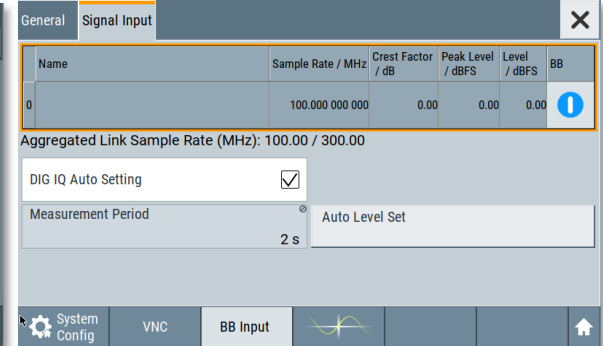 General Signal Input
Name Sample Rate / MHz Crest Factor / dB Peak Level / dBFS Level / dBFS BB
0 100.000 000 000 0.00 0.00 0.00
Aggregated Link Sample Rate (MHz): 100.00 / 300.00
DIG IQ Auto Setting
Measurement Period
2 s
Auto Level Set
System Config VNC BB Input